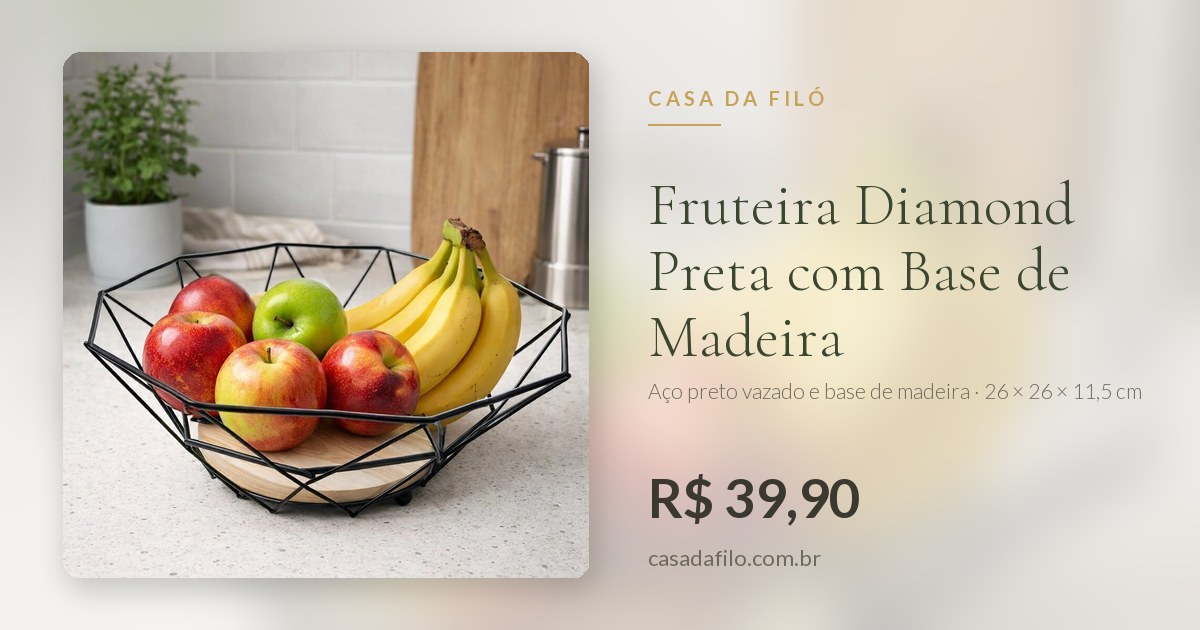 CASA DA FILÓ
Fruteira Diamond
Preta com Base de
Madeira
Aço preto vazado e base de madeira · 26 × 26 × 11,5 cm
R$ 39,90
casadafilo.com.br